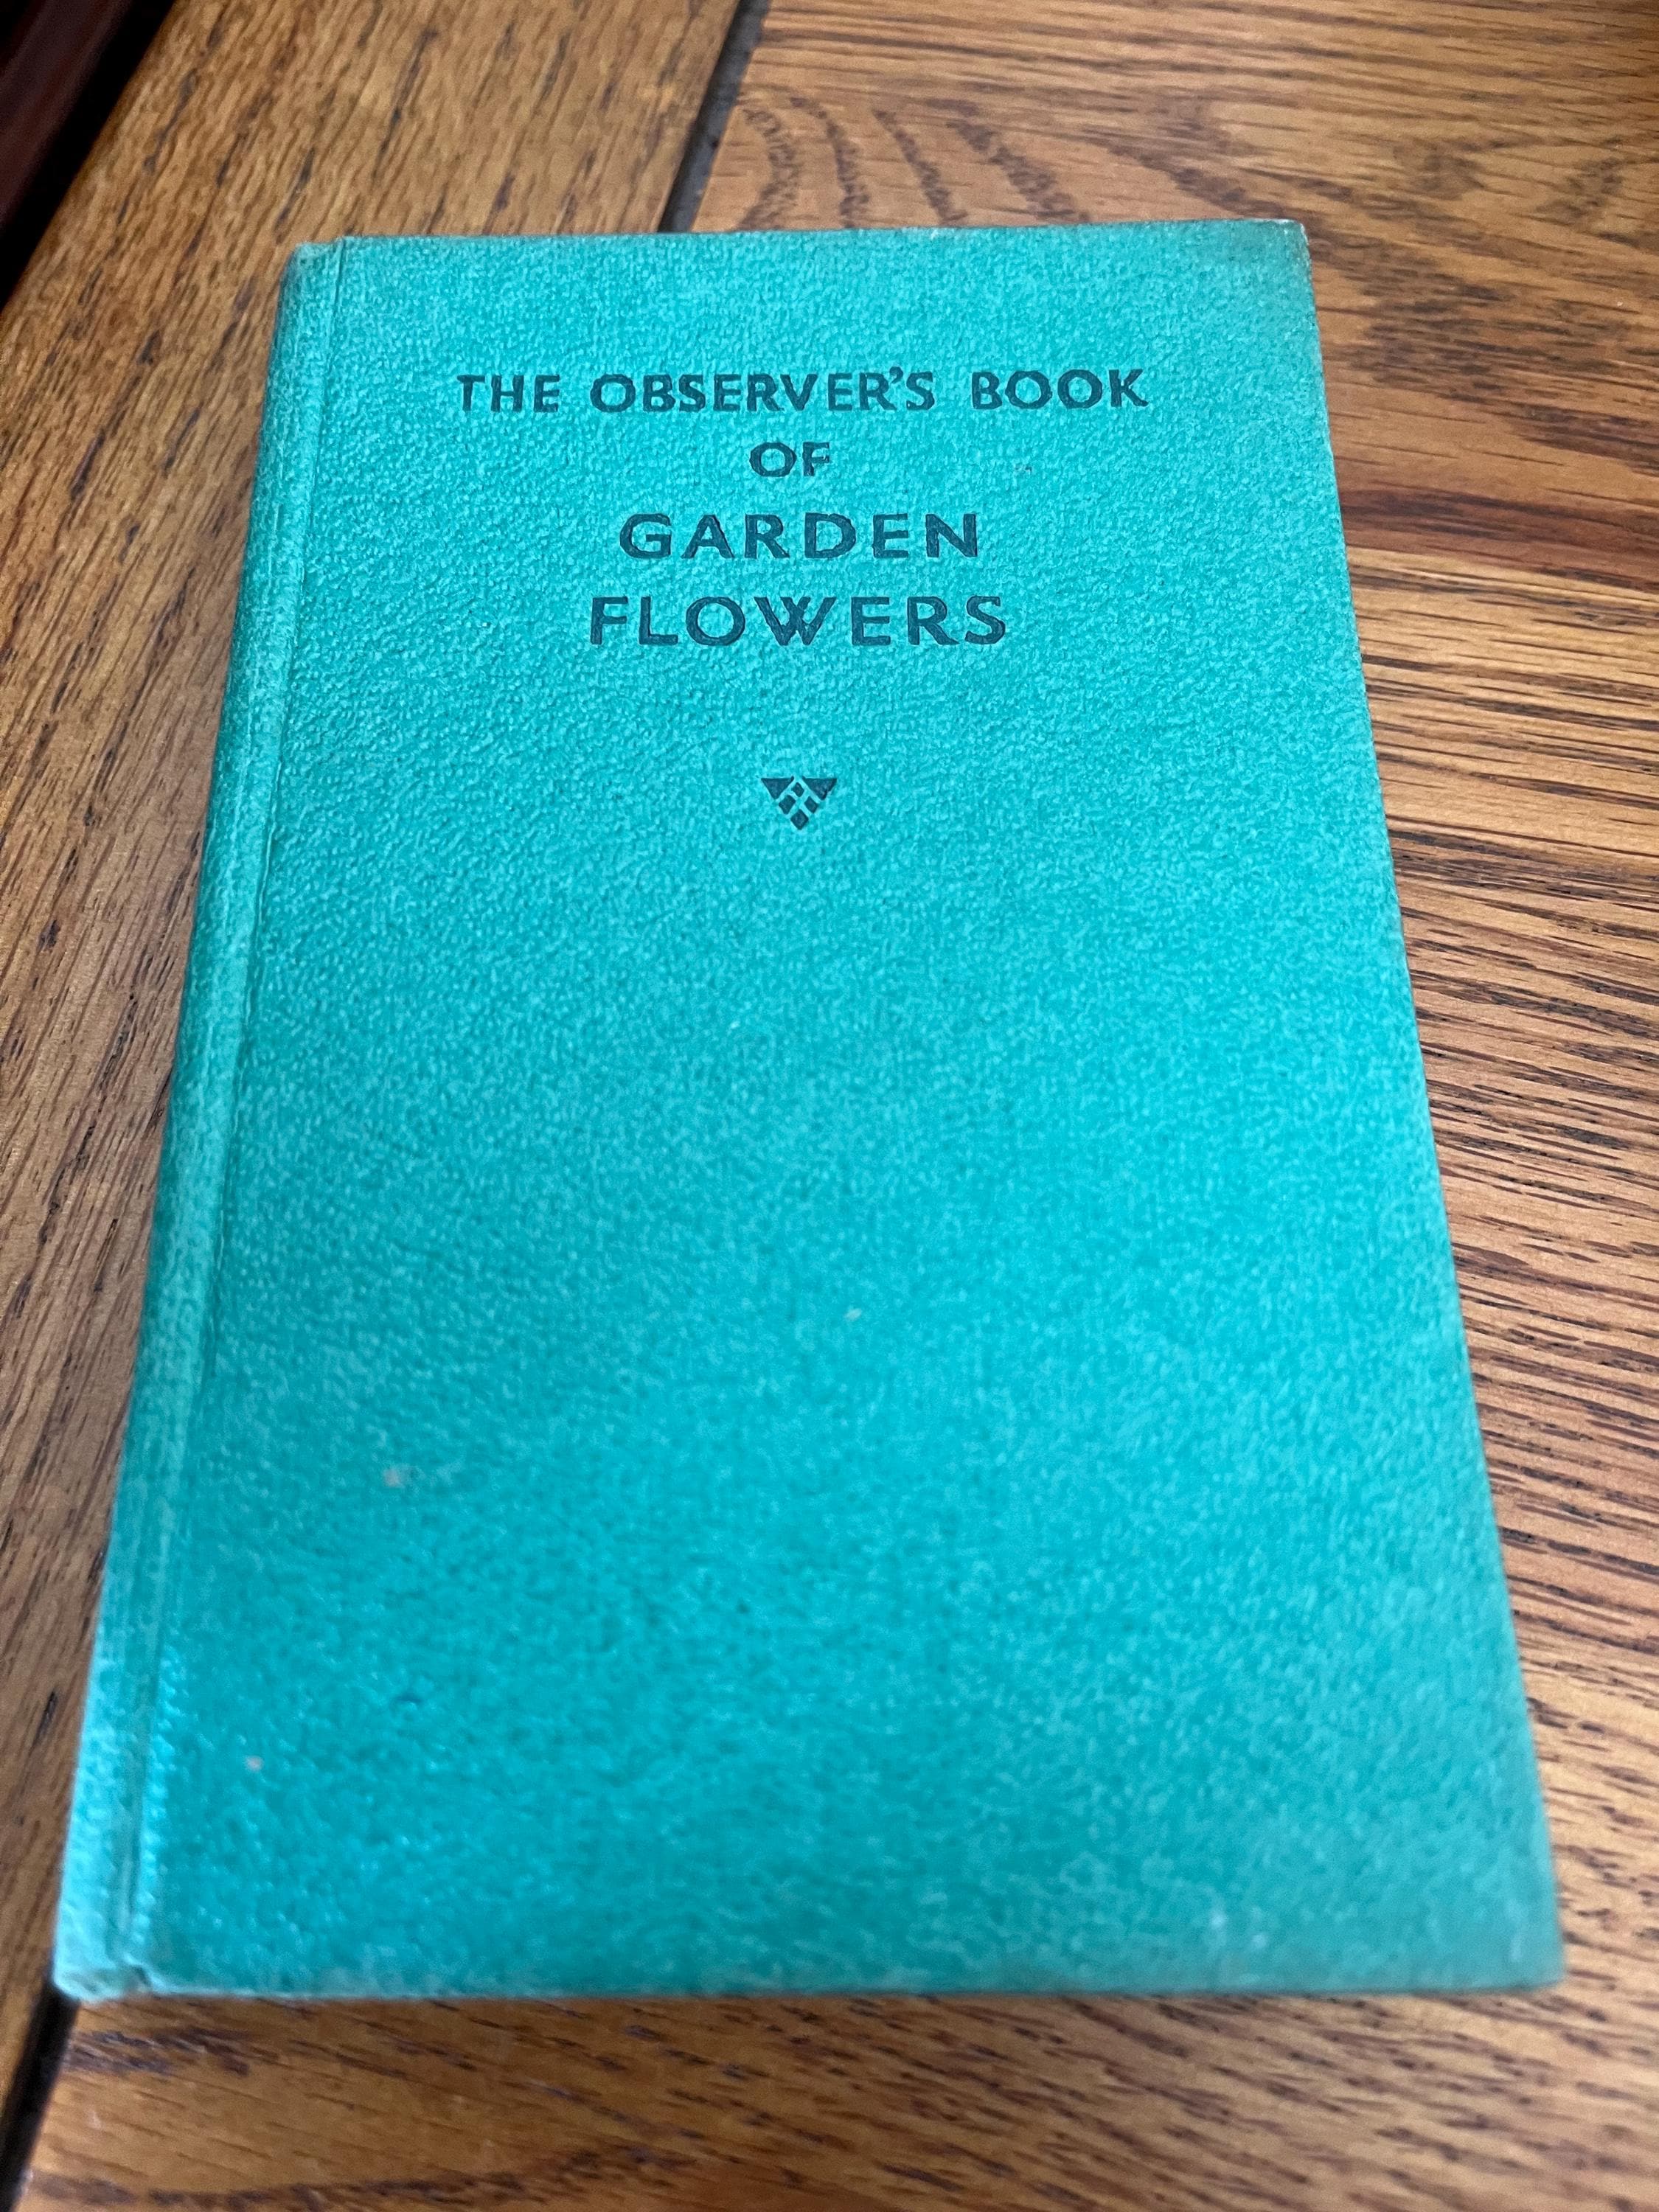 THE OBSERVER'S BOOK
OF
GARDEN
FLOWERS